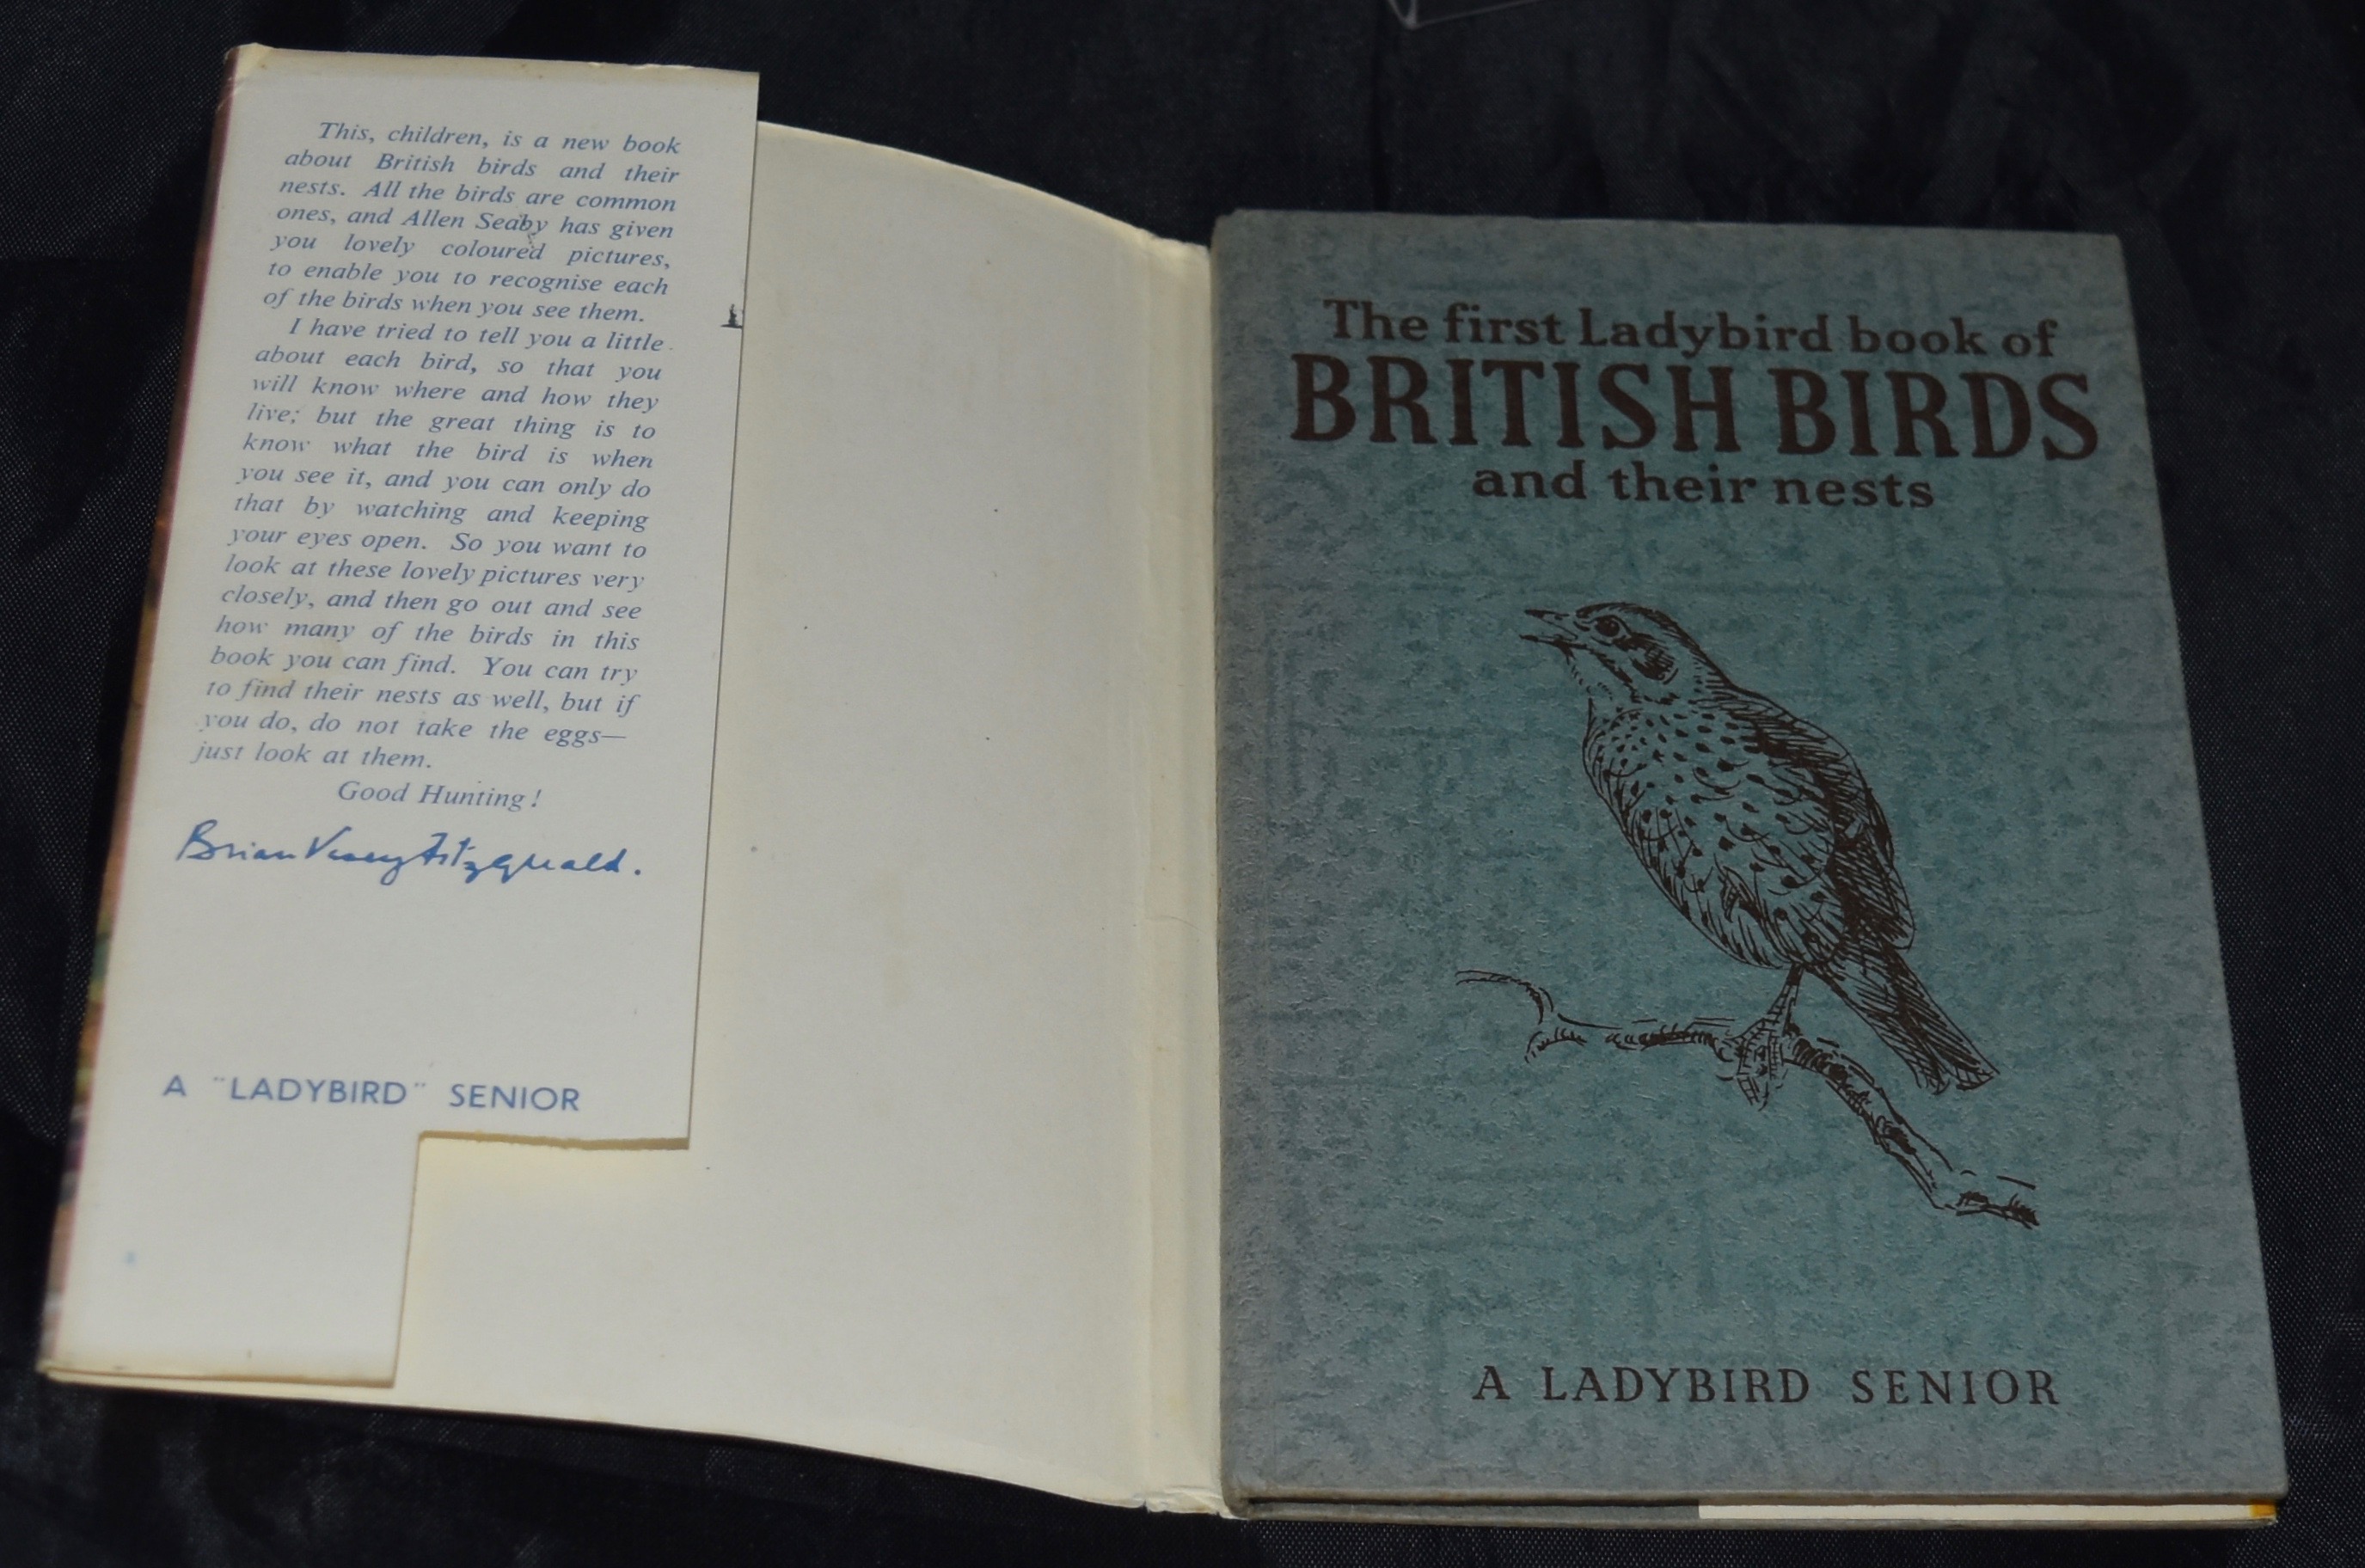 This, children, is a new book
about British birds and their
nests. All the birds are common
ones, and Allen Seaby has given
you lovely coloured pictures,
to enable you to recognise each
of the birds when you see them.
I have tried to tell you a little
about each bird, so that you
will know where and how they
live; but the great thing is to
know what the bird is when
you see it, and you can only do
that by watching and keeping
your eyes open. So you want to
look at these lovely pictures very
closely, and then go out and see
how many of the birds in this
book you can find. You can try
to find their nests as well, but if
you do, do not take the eggs—
just look at them.
Good Hunting!
Brian Vesey Fitzgerald.
A "LADYBIRD" SENIOR
The first Ladybird book of
BRITISH BIRDS
and their nests
A LADYBIRD SENIOR